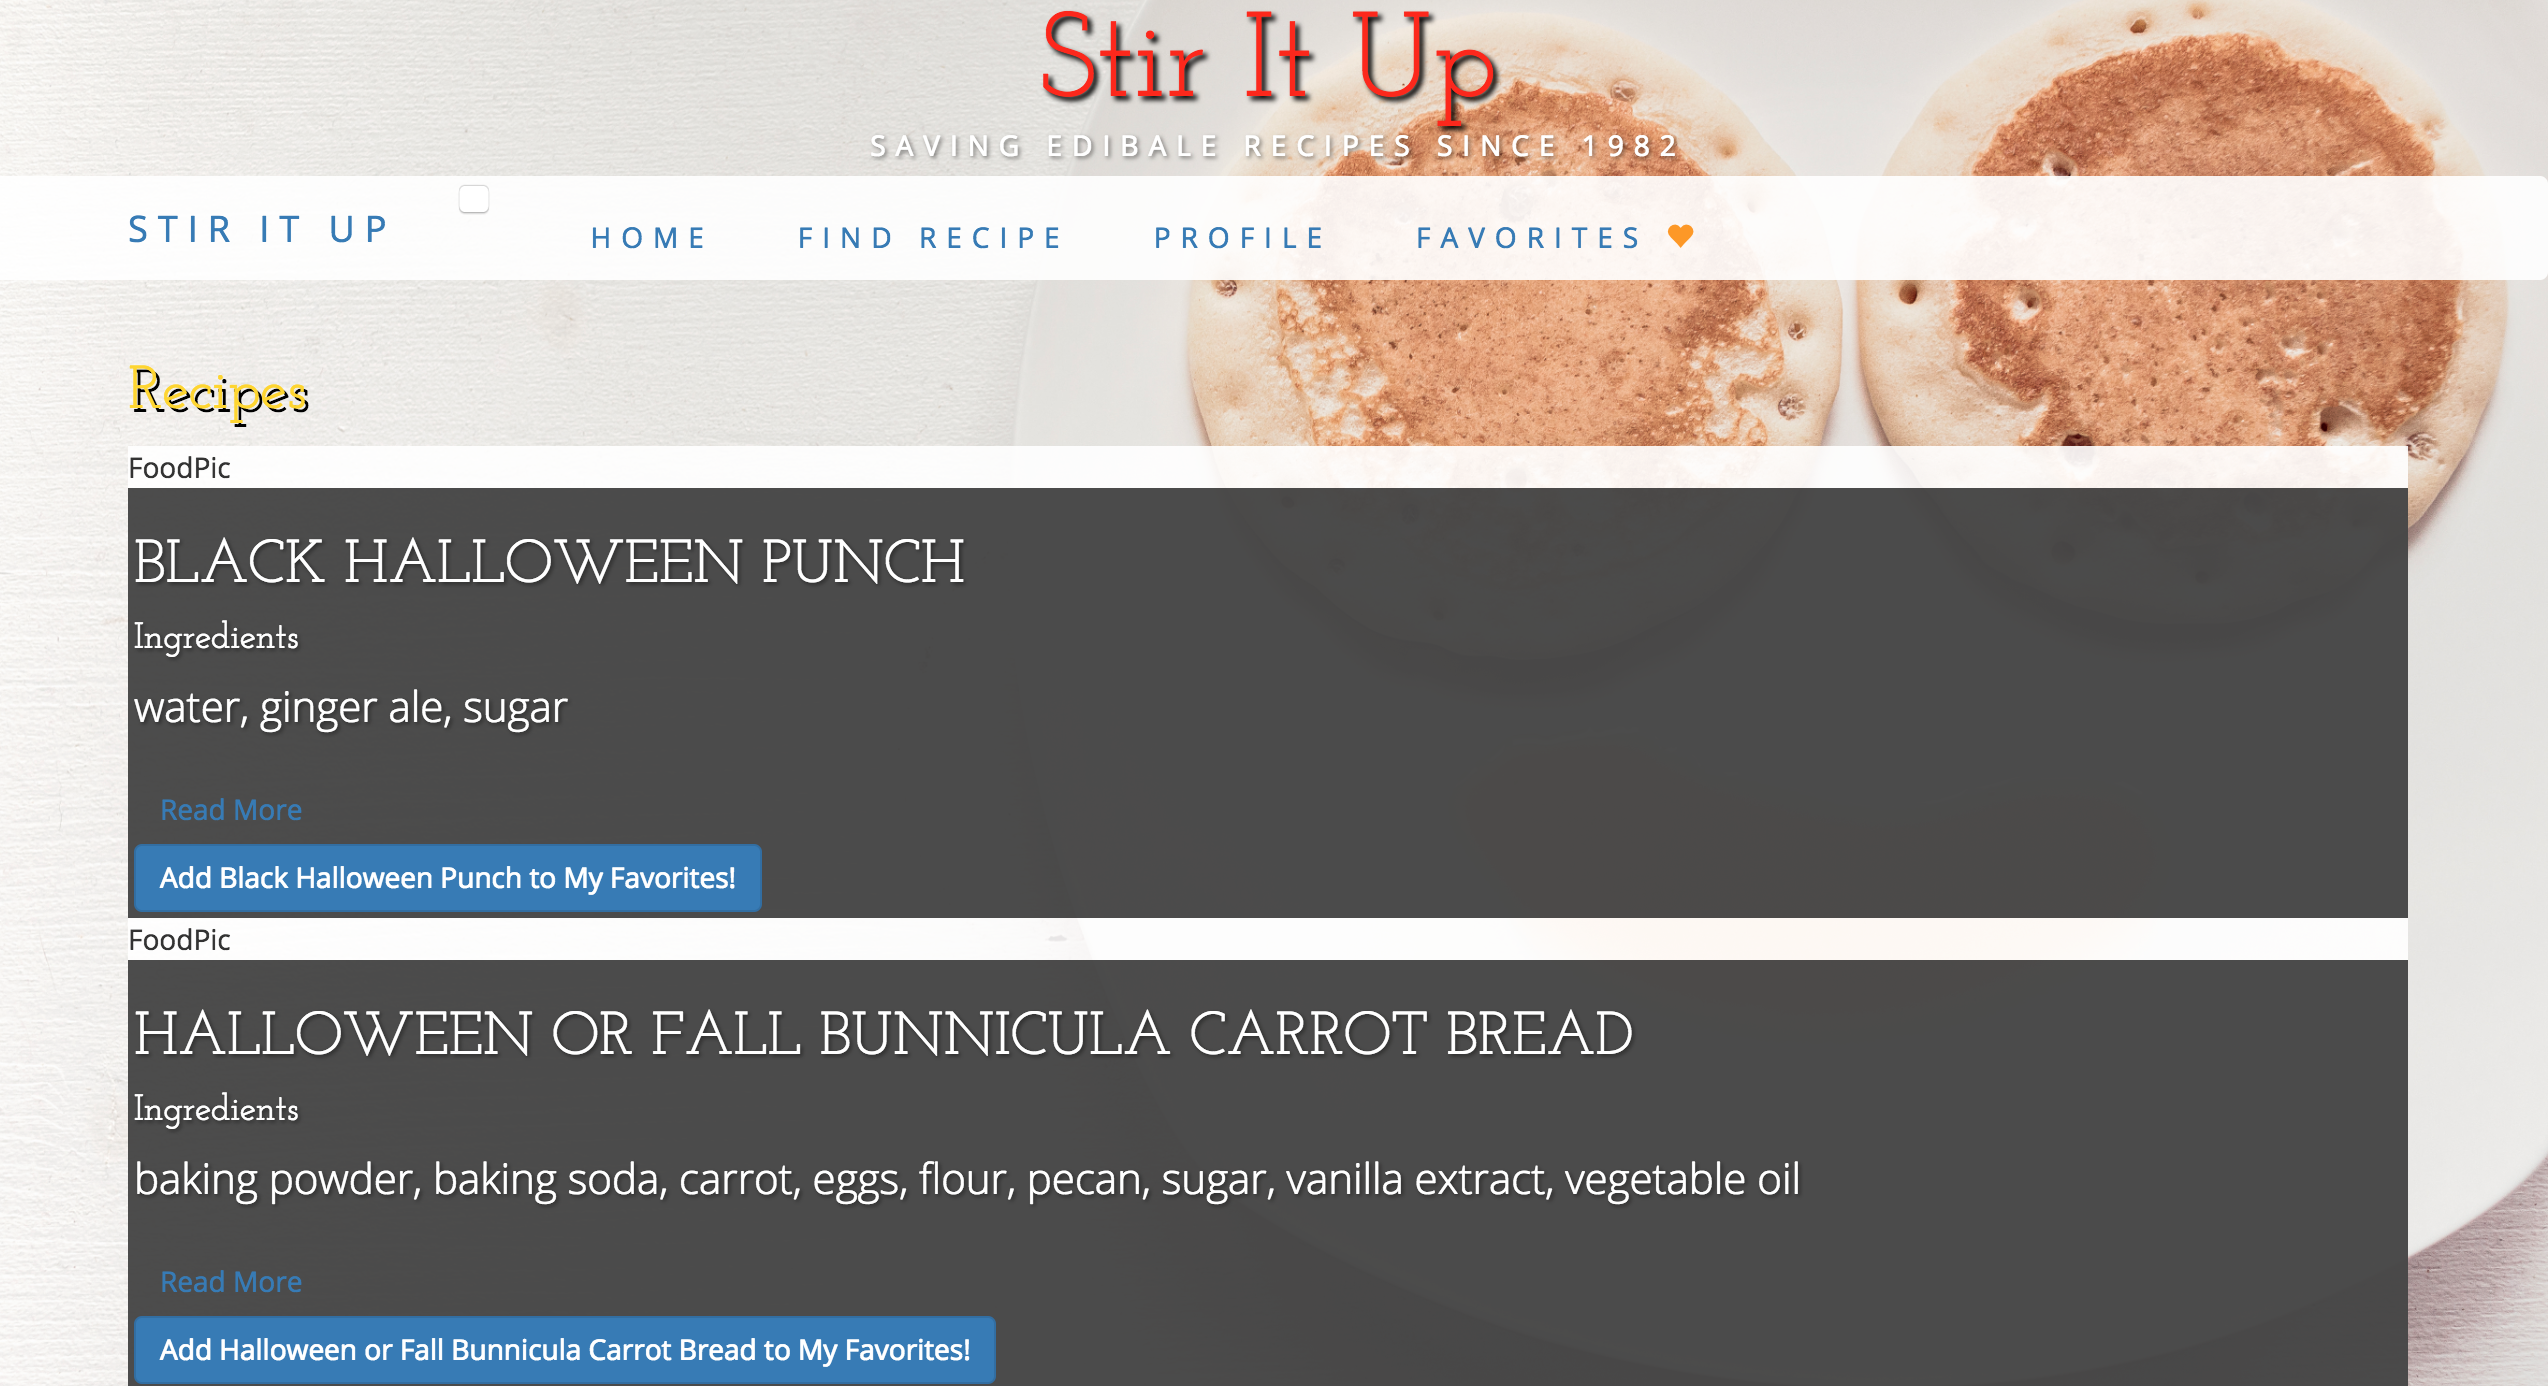 Stir It Up
SAVING EDIBALE RECIPES SINCE 1982
STIR IT UP HOME FIND RECIPE PROFILE FAVORITES
Recipes
FoodPic
BLACK HALLOWEEN PUNCH
Ingredients
water, ginger ale, sugar
Read More
Add Black Halloween Punch to My Favorites!
FoodPic
HALLOWEEN OR FALL BUNNICULA CARROT BREAD
Ingredients
baking powder, baking soda, carrot, eggs, flour, pecan, sugar, vanilla extract, vegetable oil
Read More
Add Halloween or Fall Bunnicula Carrot Bread to My Favorites!